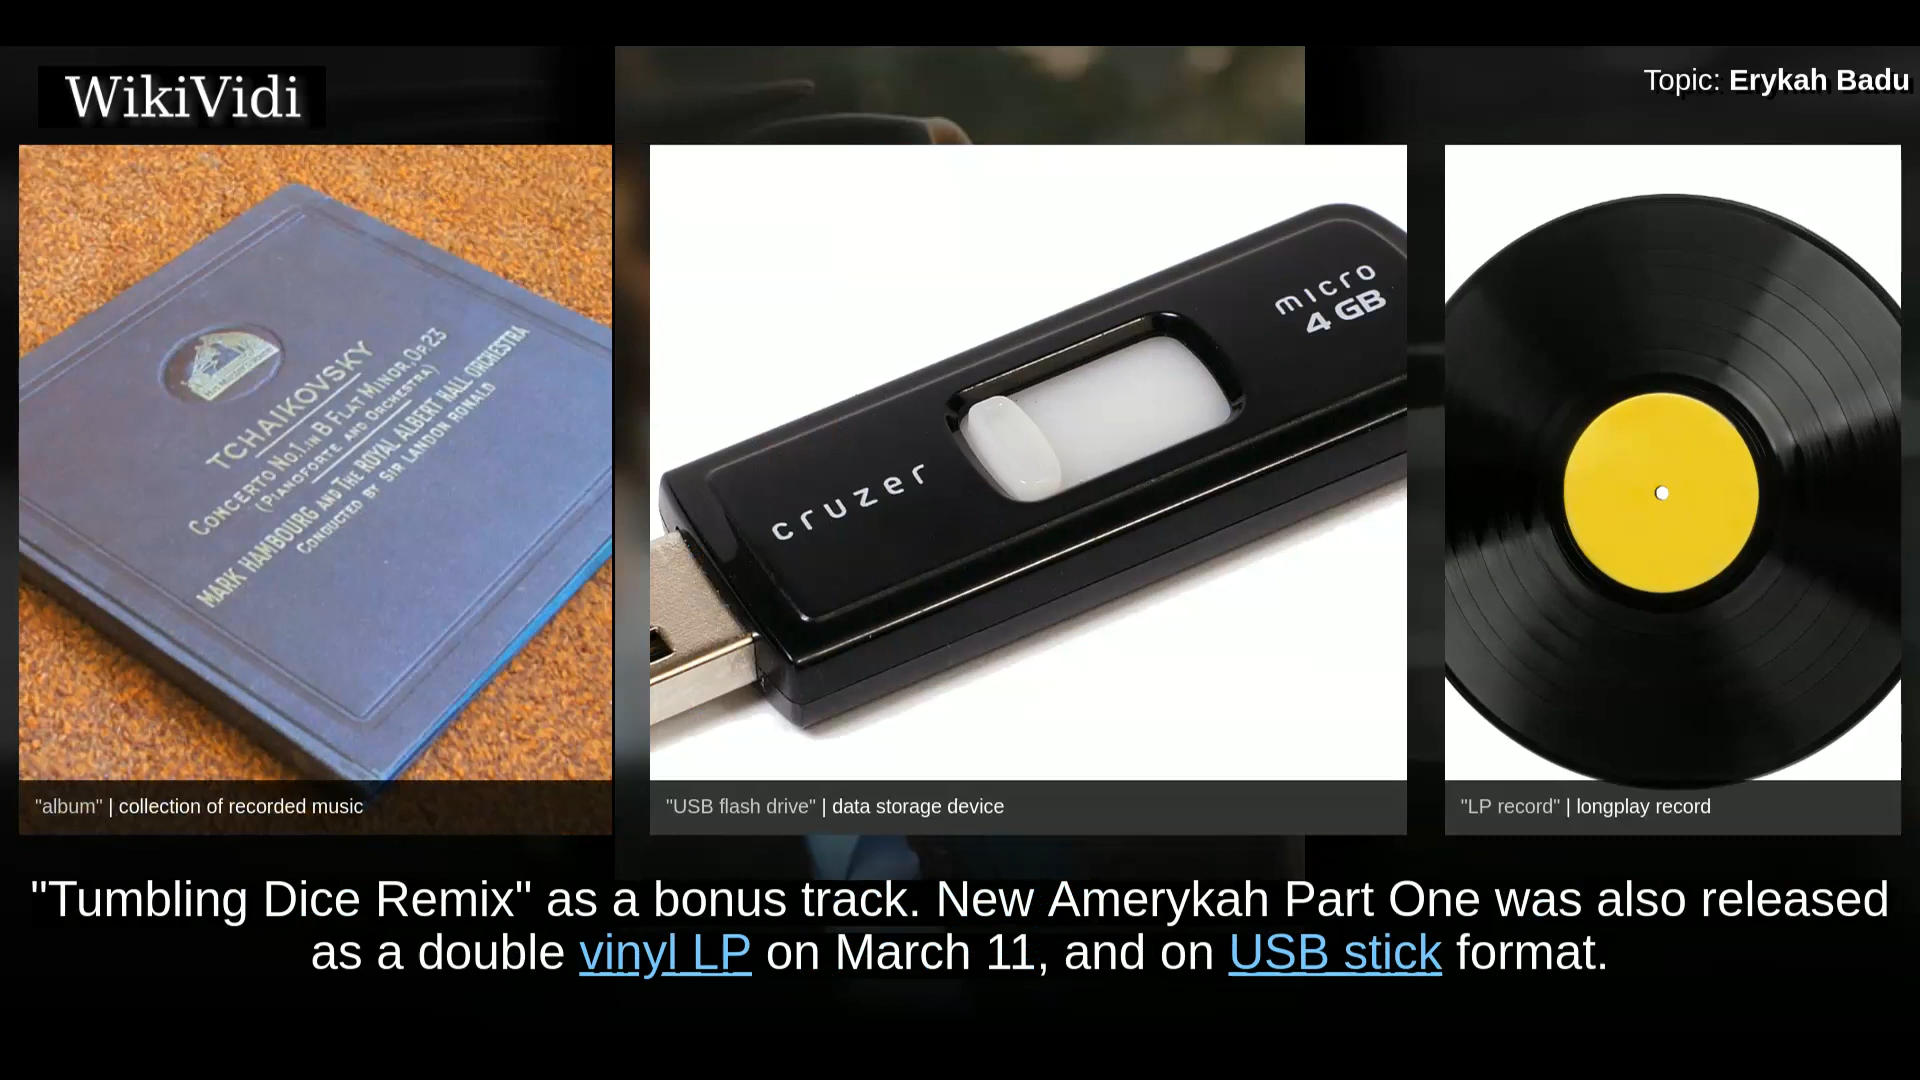 WikiVidi
Topic: Erykah Badu
TCHAIKOVSKY
CONCERTO No.1. IN B FLAT MINOR, OP. 23
(PIANOFORTE AND ORCHESTRA)
MARK HAMBOURG AND THE ROYAL ALBERT HALL ORCHESTRA
CONDUCTED BY SIR LANDON RONALD
cruzer
micro
4 GB
"album" | collection of recorded music
"USB flash drive" | data storage device
"LP record" | longplay record
"Tumbling Dice Remix" as a bonus track. New Amerykah Part One was also released
as a double vinyl LP on March 11, and on USB stick format.